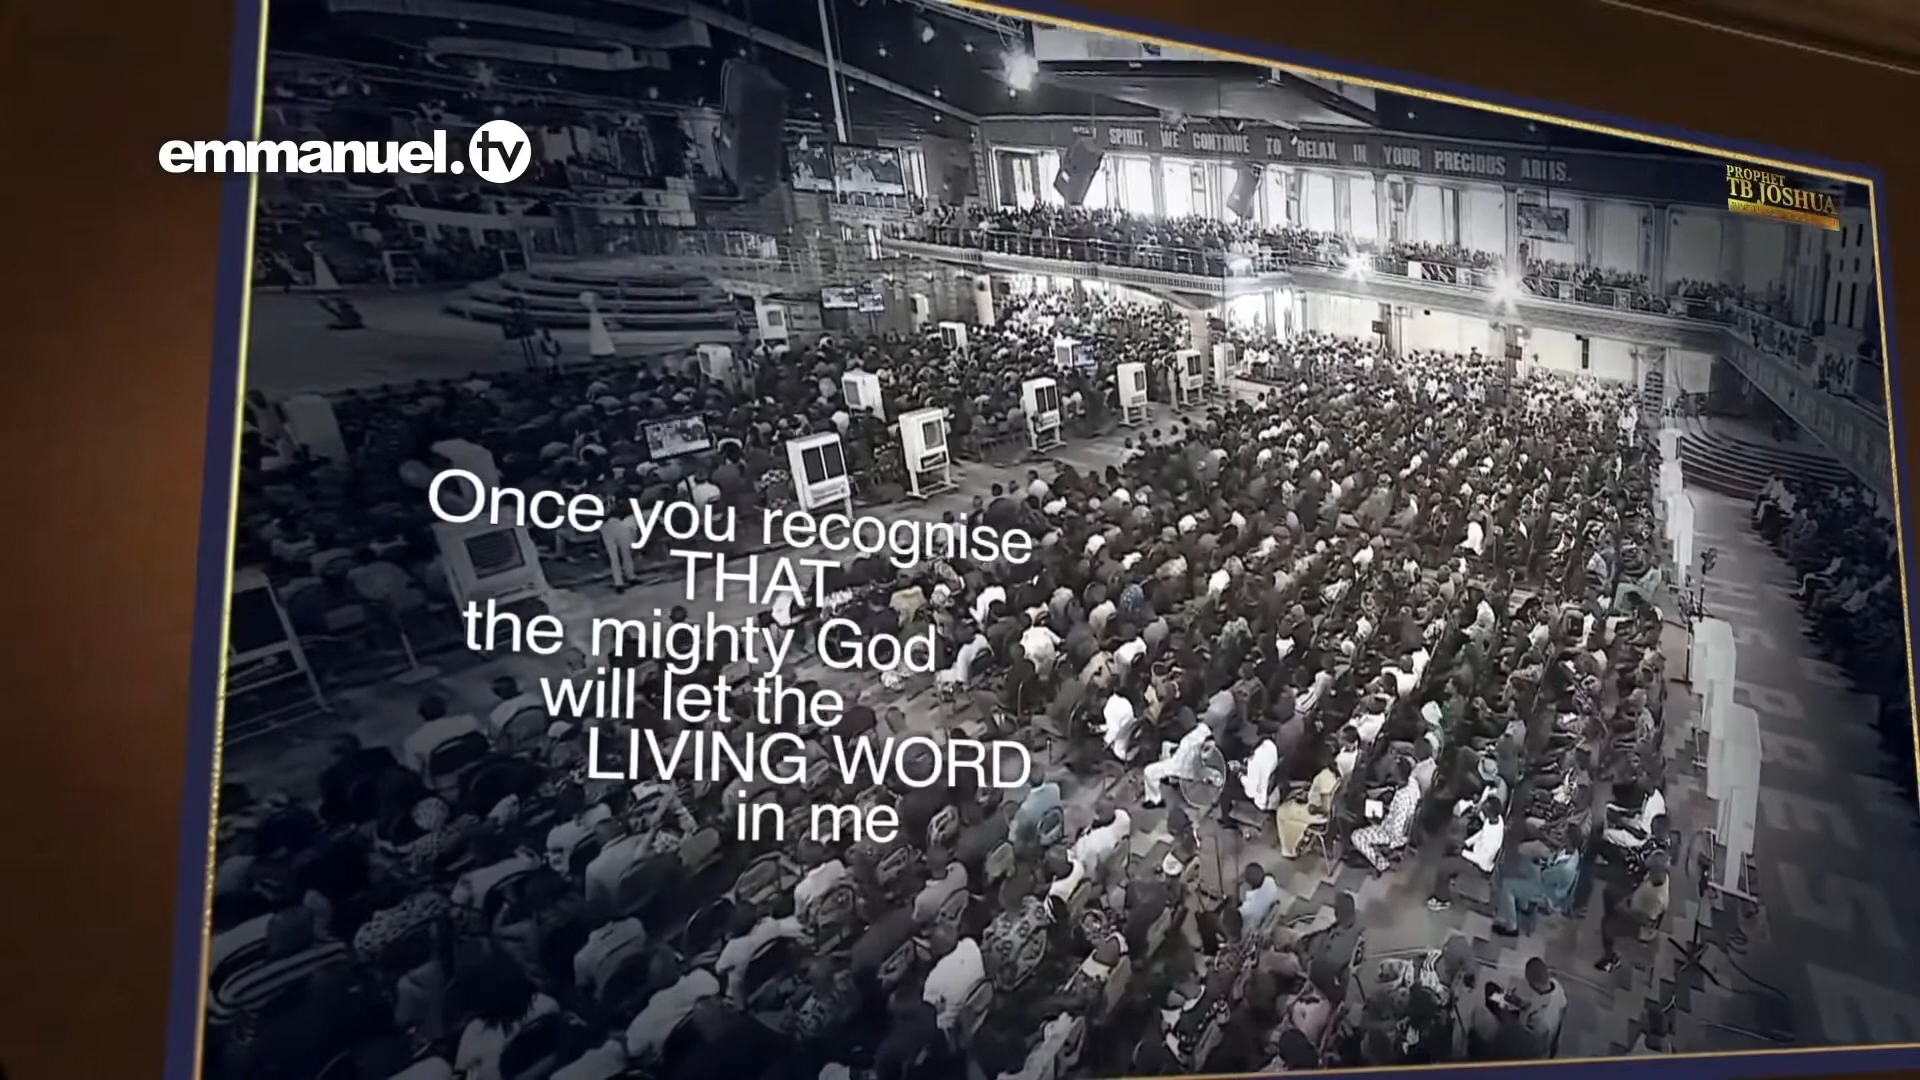 emmanuel.tv
SPIRIT, WE CONTINUE TO RELAX IN YOUR PRECIOUS ARMS.
PROPHET
TB JOSHUA
Once you recognise
THAT
the mighty God
will let the
LIVING WORD
in me